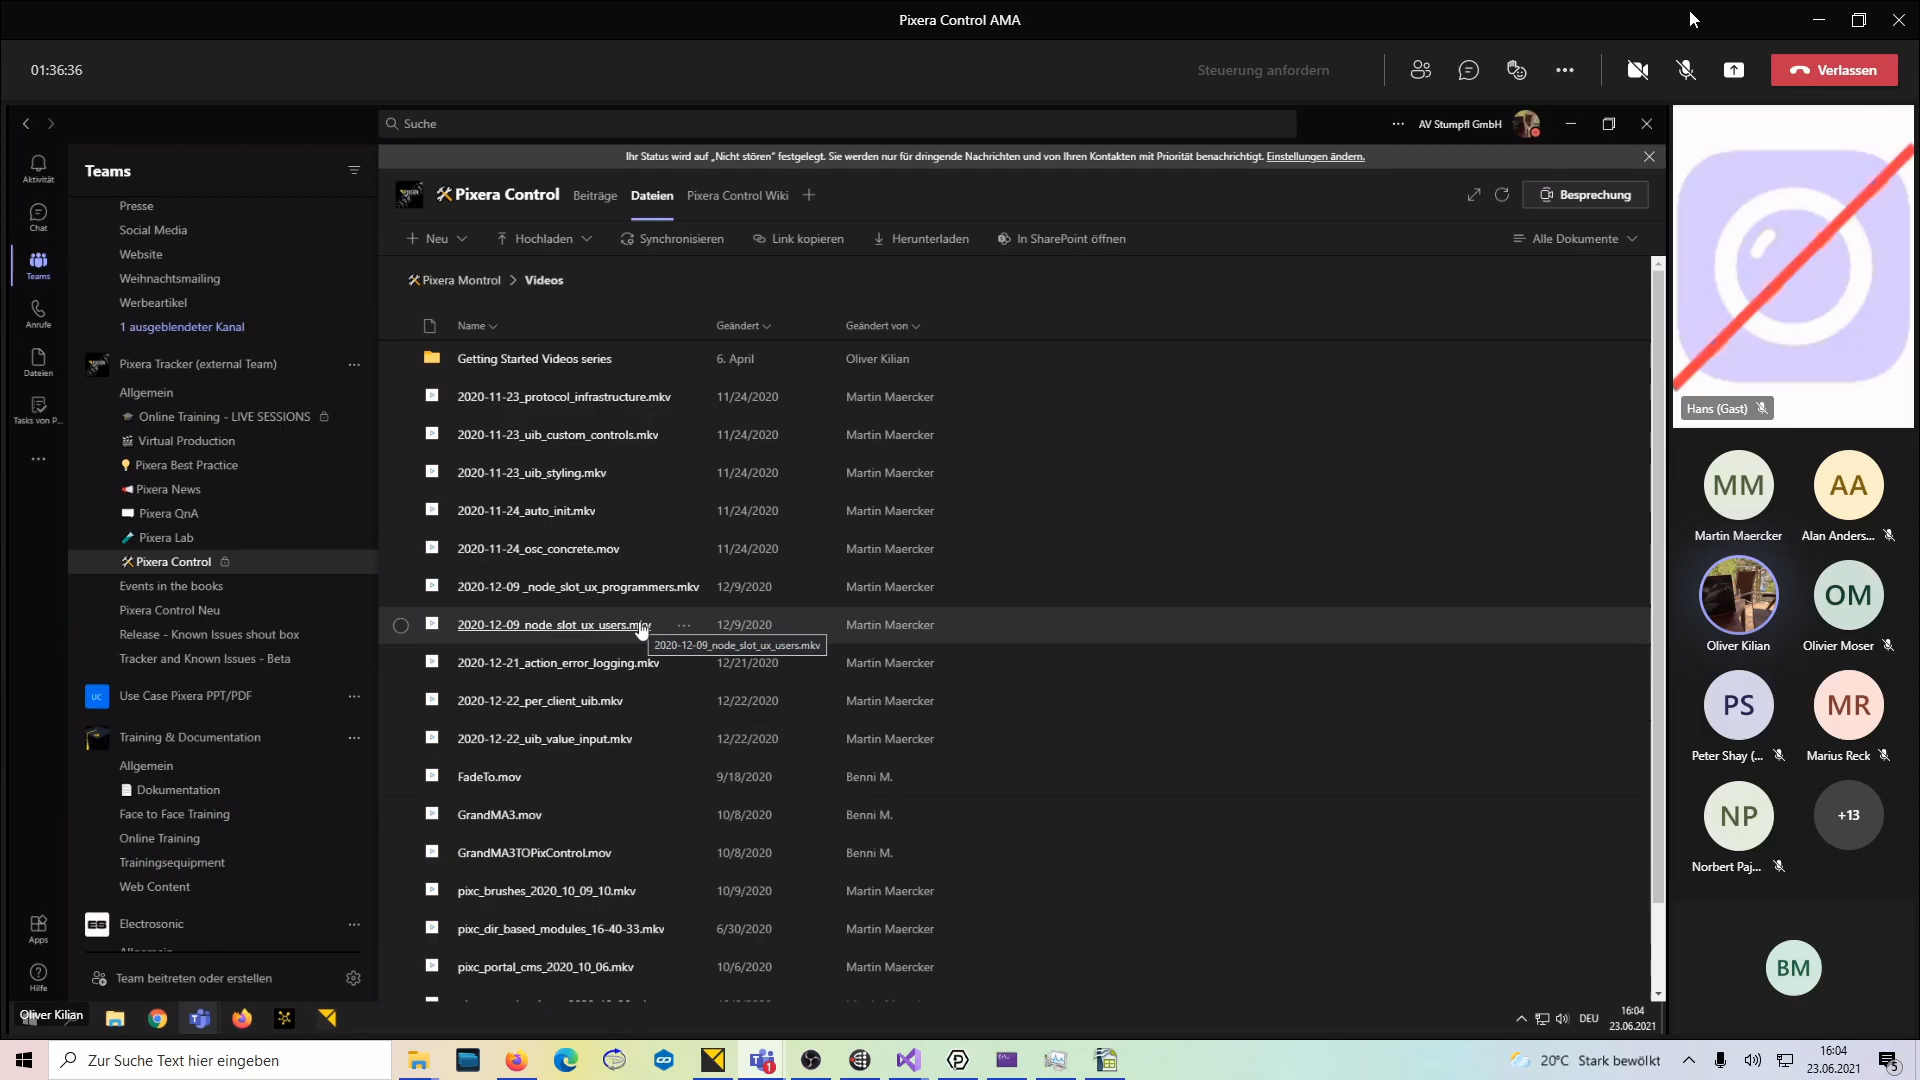 Pixera Control AMA
01:36:36
Steuerung anfordern
Verlassen
Suche
AV Stumpfl GmbH
Ihr Status wird auf „Nicht stören" festgelegt. Sie werden nur für dringende Nachrichten und von Ihren Kontakten mit Priorität benachrichtigt. Einstellungen ändern.
Aktivität
Chat
Teams
Anrufe
Dateien
Tasks von P...
Apps
Hilfe
Teams
Presse
Social Media
Website
Weihnachtsmailing
Werbeartikel
1 ausgeblendeter Kanal
Pixera Tracker (external Team)
Allgemein
Online Training - LIVE SESSIONS
Virtual Production
Pixera Best Practice
Pixera News
Pixera QnA
Pixera Lab
Pixera Control
Events in the books
Pixera Control Neu
Release - Known Issues shout box
Tracker and Known Issues - Beta
UC Use Case Pixera PPT/PDF
Training & Documentation
Allgemein
Dokumentation
Face to Face Training
Online Training
Trainingsequipment
Web Content
Electrosonic
Allgemein
Team beitreten oder erstellen
Pixera Control Beiträge Dateien Pixera Control Wiki
Besprechung
Neu Hochladen Synchronisieren Link kopieren Herunterladen In SharePoint öffnen Alle Dokumente
Pixera Montrol > Videos
Name Geändert Geändert von
Getting Started Videos series 6. April Oliver Kilian
2020-11-23_protocol_infrastructure.mkv 11/24/2020 Martin Maercker
2020-11-23_uib_custom_controls.mkv 11/24/2020 Martin Maercker
2020-11-23_uib_styling.mkv 11/24/2020 Martin Maercker
2020-11-24_auto_init.mkv 11/24/2020 Martin Maercker
2020-11-24_osc_concrete.mov 11/24/2020 Martin Maercker
2020-12-09 _node_slot_ux_programmers.mkv 12/9/2020 Martin Maercker
2020-12-09_node_slot_ux_users.mkv 12/9/2020 Martin Maercker
2020-12-09_node_slot_ux_users.mkv
2020-12-21_action_error_logging.mkv 12/21/2020 Martin Maercker
2020-12-22_per_client_uib.mkv 12/22/2020 Martin Maercker
2020-12-22_uib_value_input.mkv 12/22/2020 Martin Maercker
FadeTo.mov 9/18/2020 Benni M.
GrandMA3.mov 10/8/2020 Benni M.
GrandMA3TOPixControl.mov 10/8/2020 Benni M.
pixc_brushes_2020_10_09_10.mkv 10/9/2020 Martin Maercker
pixc_dir_based_modules_16-40-33.mkv 6/30/2020 Martin Maercker
pixc_portal_cms_2020_10_06.mkv 10/6/2020 Martin Maercker
Hans (Gast)
MM
Martin Maercker
AA
Alan Anders...
Oliver Kilian
OM
Olivier Moser
PS
Peter Shay (...
MR
Marius Reck
NP
Norbert Paj...
+13
BM
Oliver Kilian
DEU
16:04
23.06.2021
Zur Suche Text hier eingeben
1
20°C Stark bewölkt
16:04
23.06.2021
5